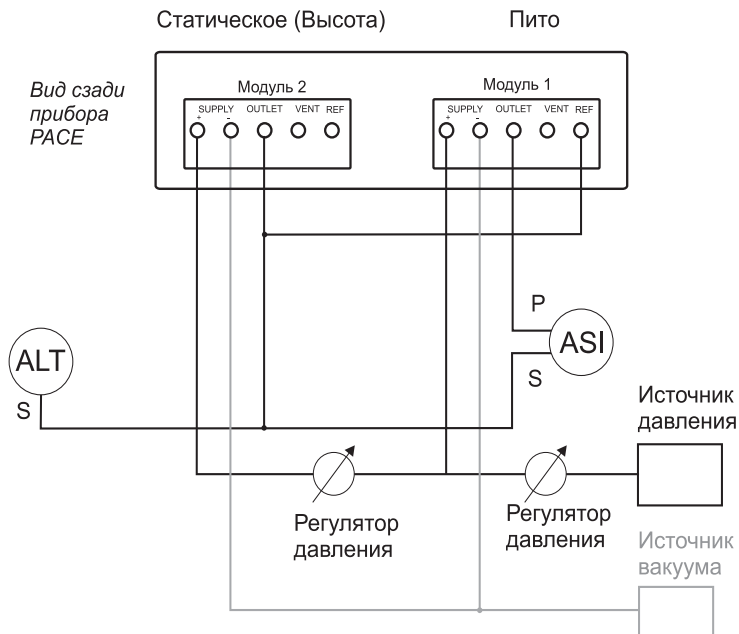 Статическое (Высота) Пито
Вид сзади
прибора
PACE
Модуль 2
SUPPLY OUTLET VENT REF
+ -
Модуль 1
SUPPLY OUTLET VENT REF
+ -
P
ASI
S
ALT
S
Источник
давления
Регулятор
давления
Регулятор
давления
Источник
вакуума